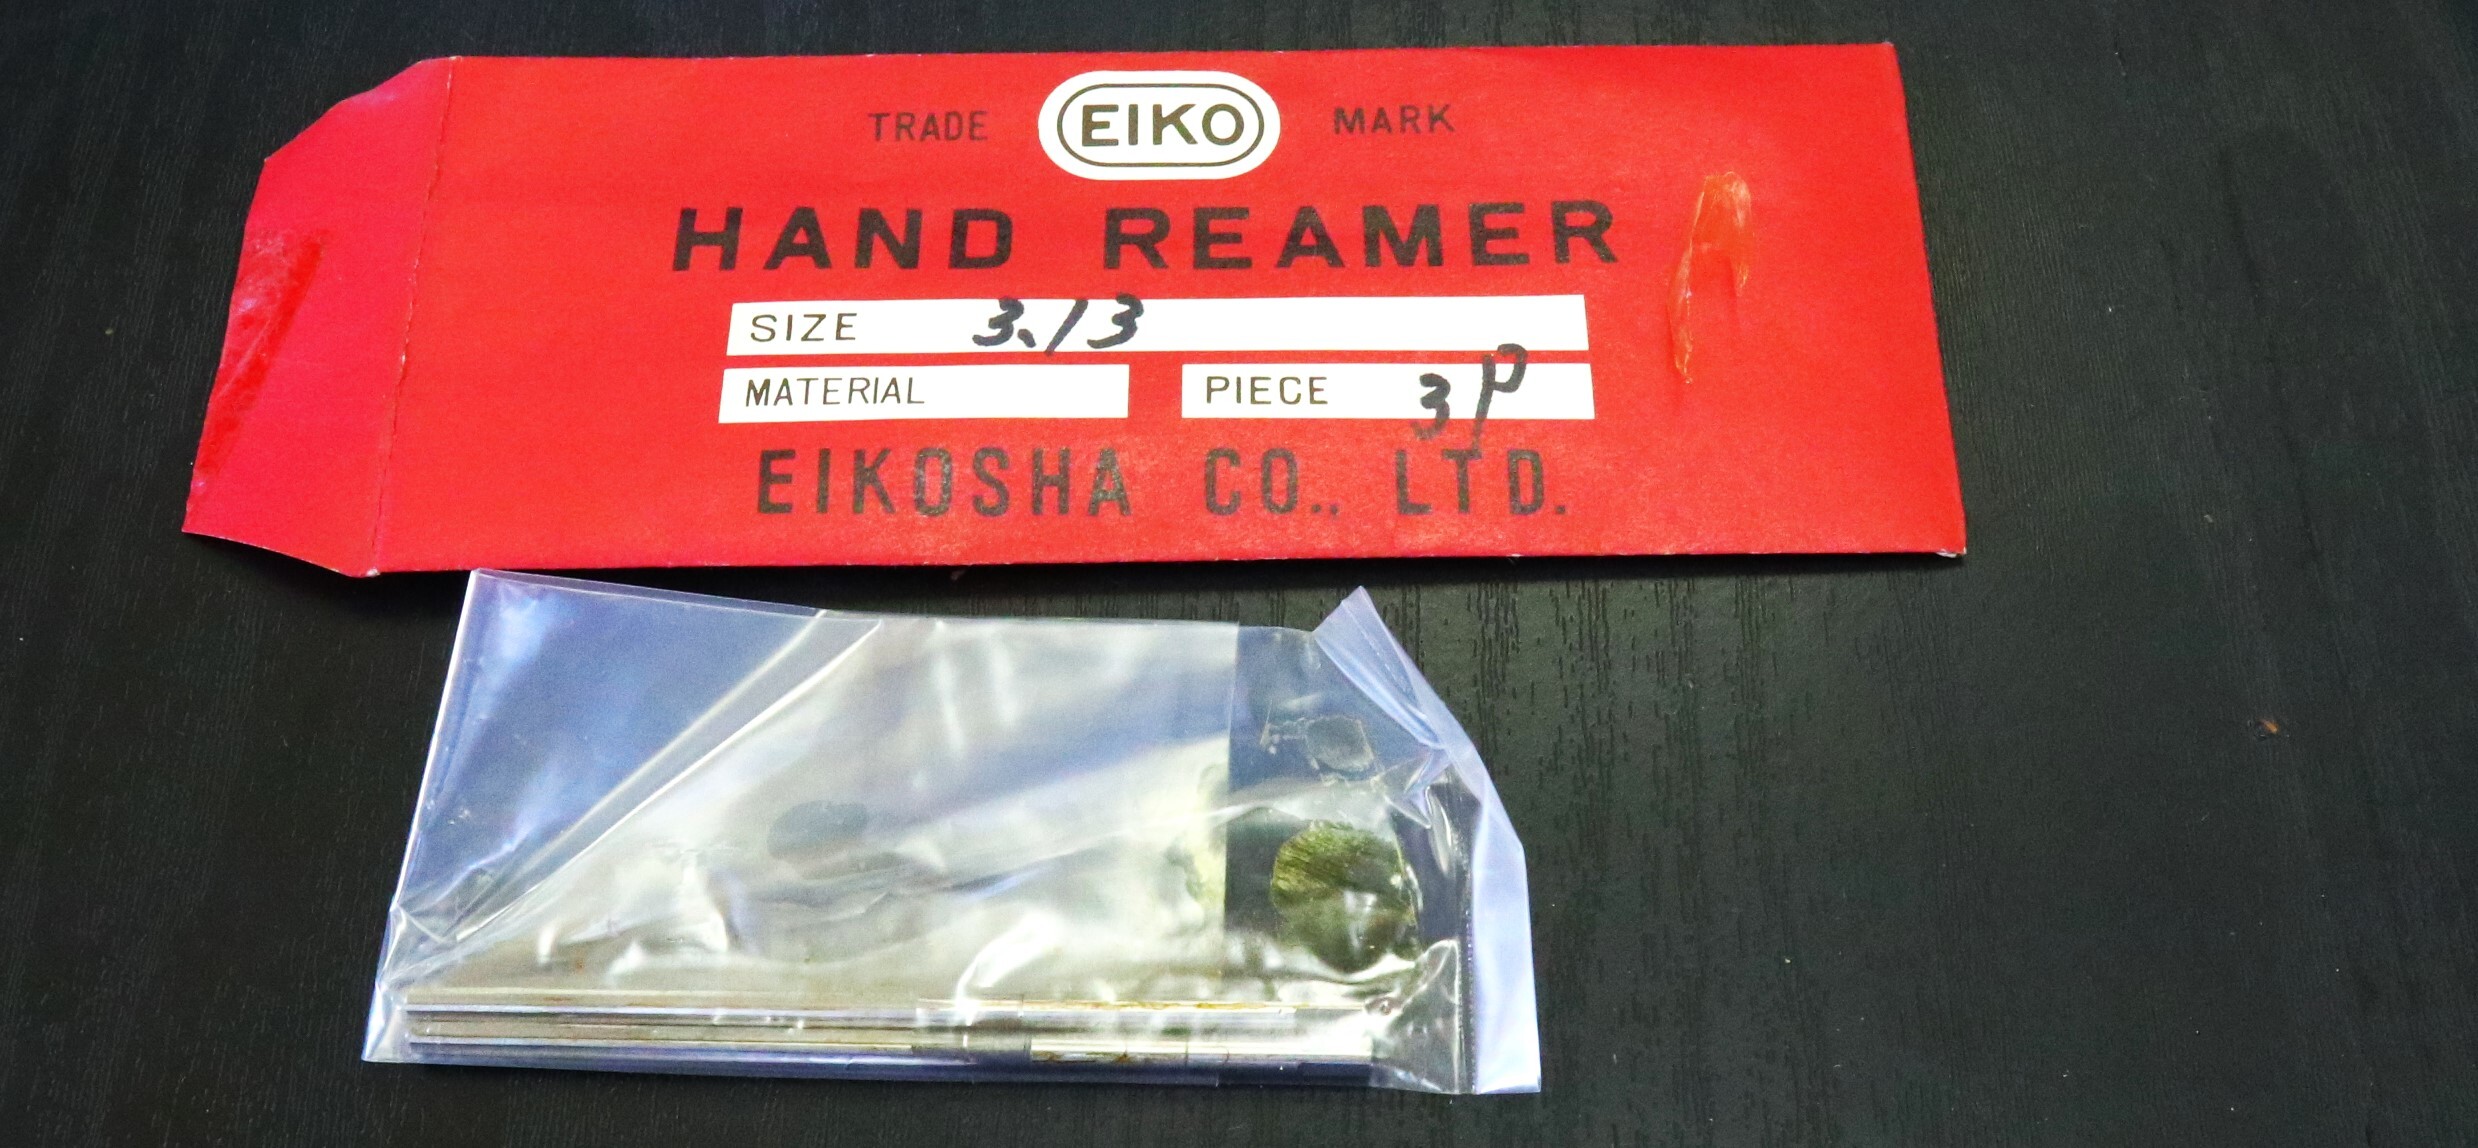 TRADE EIKO MARK
HAND REAMER
SIZE 3.13
MATERIAL PIECE 3P
EIKOSHA CO., LTD.